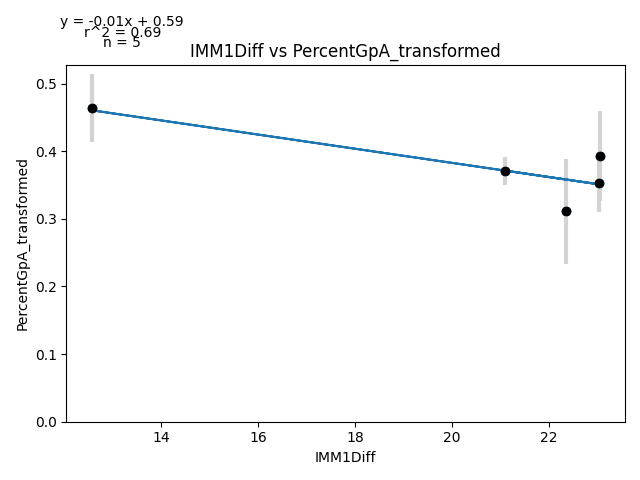 y = -0.01x + 0.59
r^2 = 0.69
n = 5
IMM1Diff vs PercentGpA_transformed
PercentGpA_transformed
0.5
0.4
0.3
0.2
0.1
0.0
14 16 18 20 22
IMM1Diff